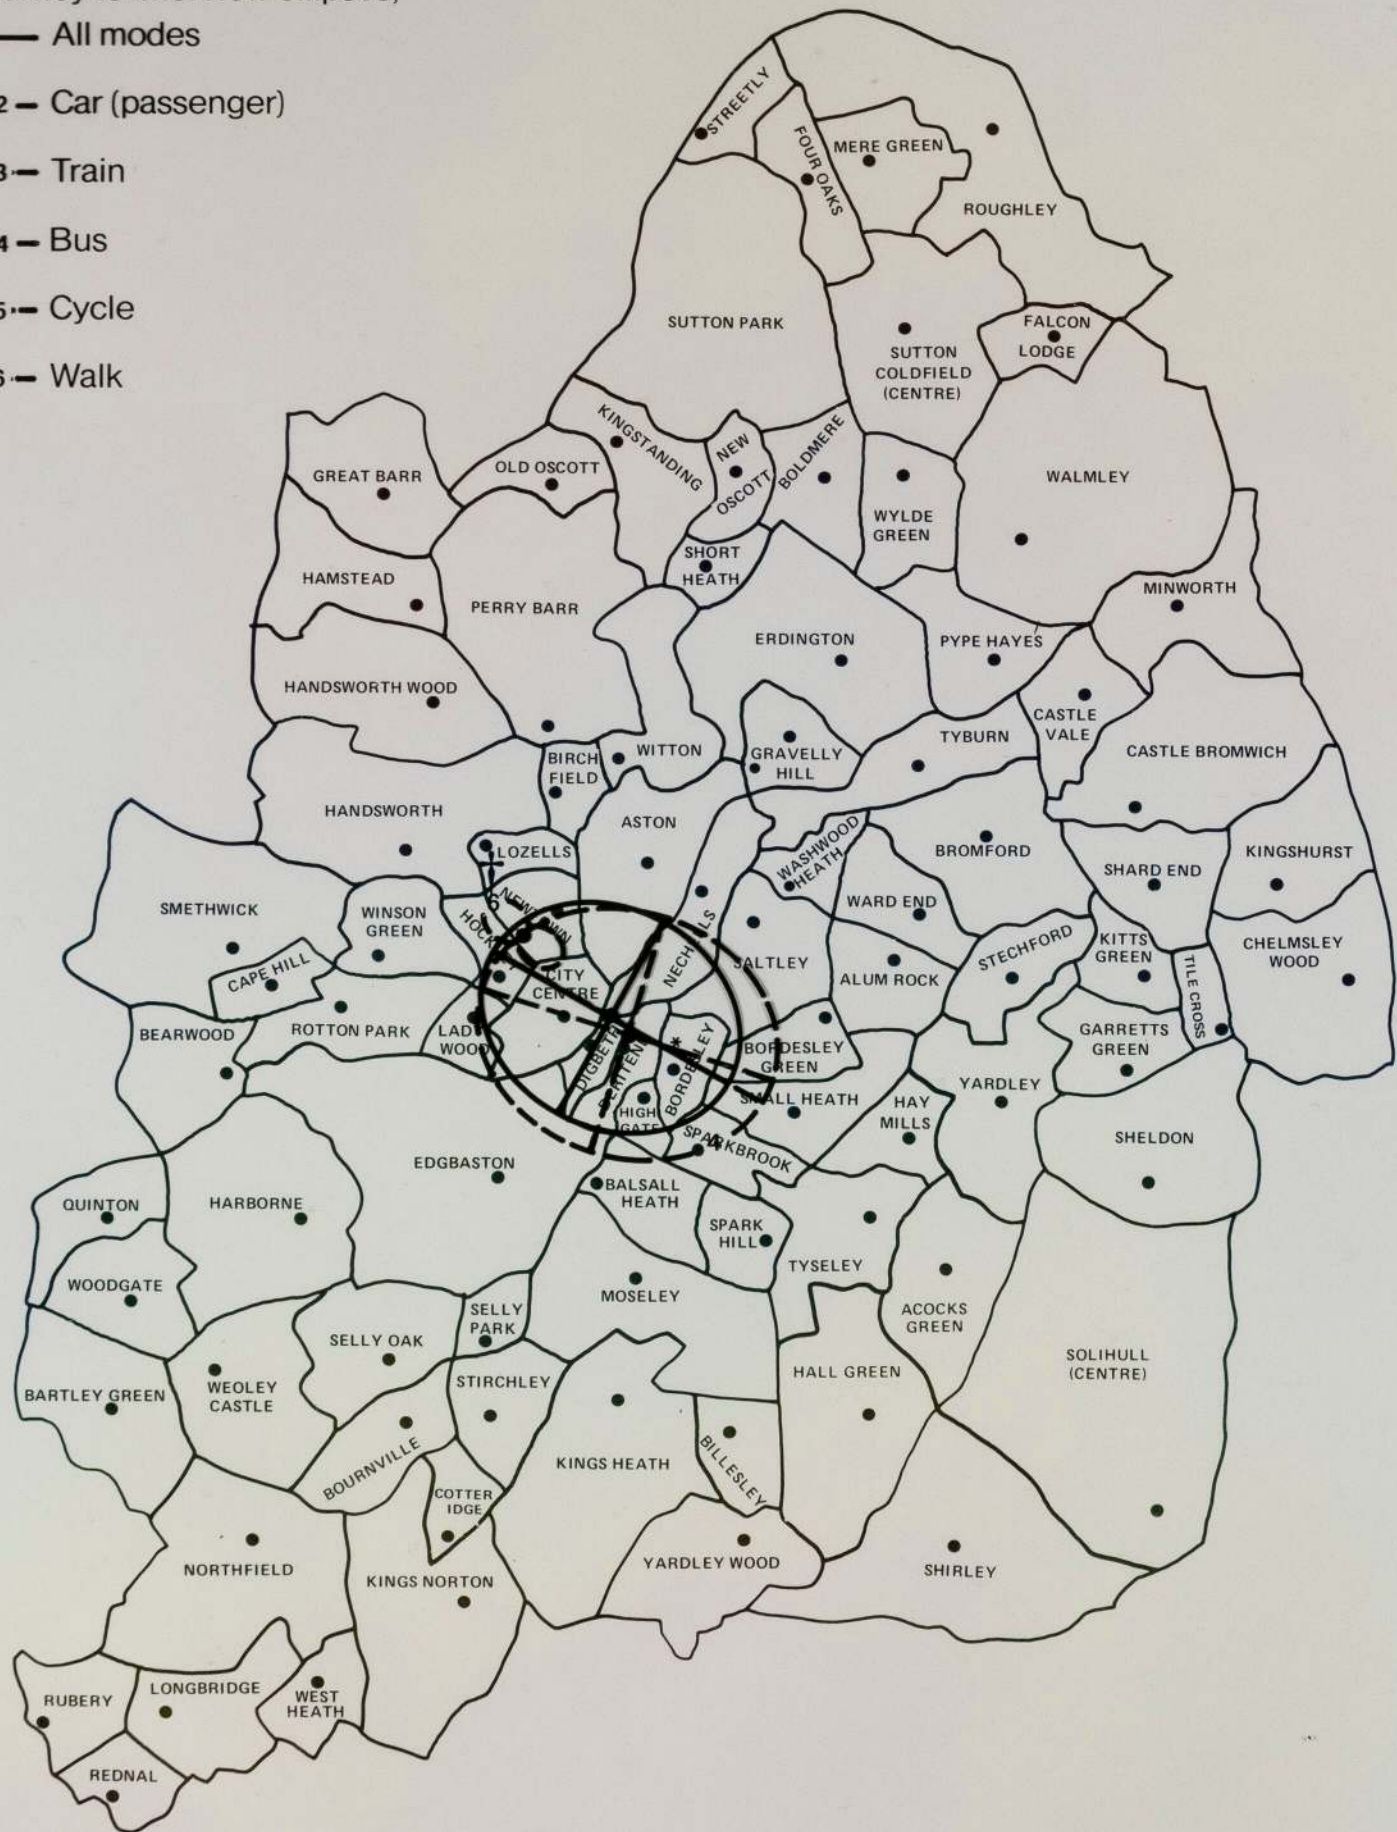 All modes
2 – Car (passenger)
3 – Train
4 – Bus
5 – Cycle
6 – Walk
STREETLY
FOUR OAKS
MERE GREEN
ROUGHLEY
SUTTON PARK
SUTTON
COLDFIELD
(CENTRE)
FALCON
LODGE
KINGSTANDING
NEW
OSCOTT
BOLDMERE
GREAT BARR
OLD OSCOTT
WALMLEY
WYLDE
GREEN
SHORT
HEATH
HAMSTEAD
PERRY BARR
MINWORTH
ERDINGTON
PYPE HAYES
HANDSWORTH WOOD
CASTLE
VALE
BIRCH
FIELD
WITTON
GRAVELLY
HILL
TYBURN
CASTLE BROMWICH
HANDSWORTH
ASTON
LOZELLS
WASHWOOD
HEATH
BROMFORD
SHARD END
KINGSHURST
SMETHWICK
WINSON
GREEN
6
NEWTOWN
WARD END
STECHFORD
KITTS
GREEN
CHELMSLEY
WOOD
CAPE HILL
CITY
CENTRE
NECHELLS
SALTLEY
ALUM ROCK
TILE CROSS
BEARWOOD
ROTTON PARK
LADY
WOOD
DIGBETH
DERITEND
*
BORDESLEY
BORDESLEY
GREEN
GARRETTS
GREEN
YARDLEY
HIGH
GATE
SMALL HEATH
HAY
MILLS
SPARKBROOK
4
SHELDON
EDGBASTON
BALSALL
HEATH
QUINTON
HARBORNE
SPARK
HILL
TYSELEY
WOODGATE
MOSELEY
SELLY
PARK
ACOCKS
GREEN
SELLY OAK
SOLIHULL
(CENTRE)
BARTLEY GREEN
WEOLEY
CASTLE
STIRCHLEY
HALL GREEN
BOURNVILLE
KINGS HEATH
BILLESLEY
COTTER
IDGE
NORTHFIELD
KINGS NORTON
YARDLEY WOOD
SHIRLEY
RUBERY
LONGBRIDGE
WEST
HEATH
REDNAL